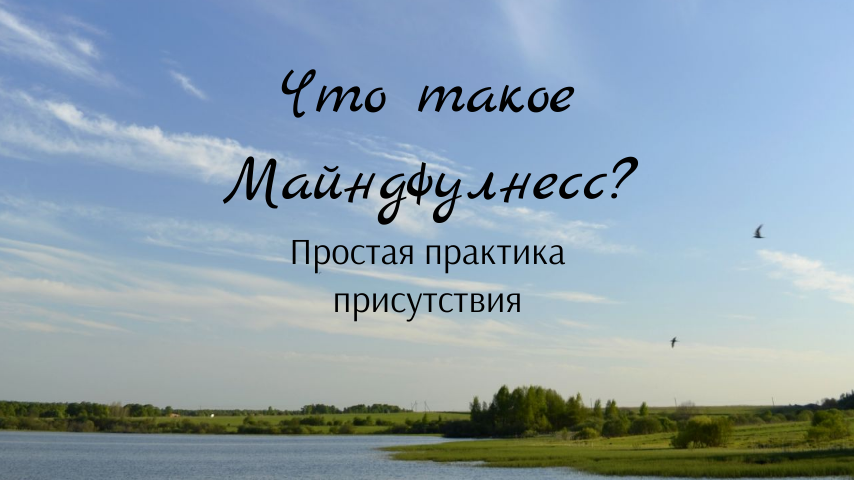 Что такое
Майндфулнесс?
Простая практика
присутствия